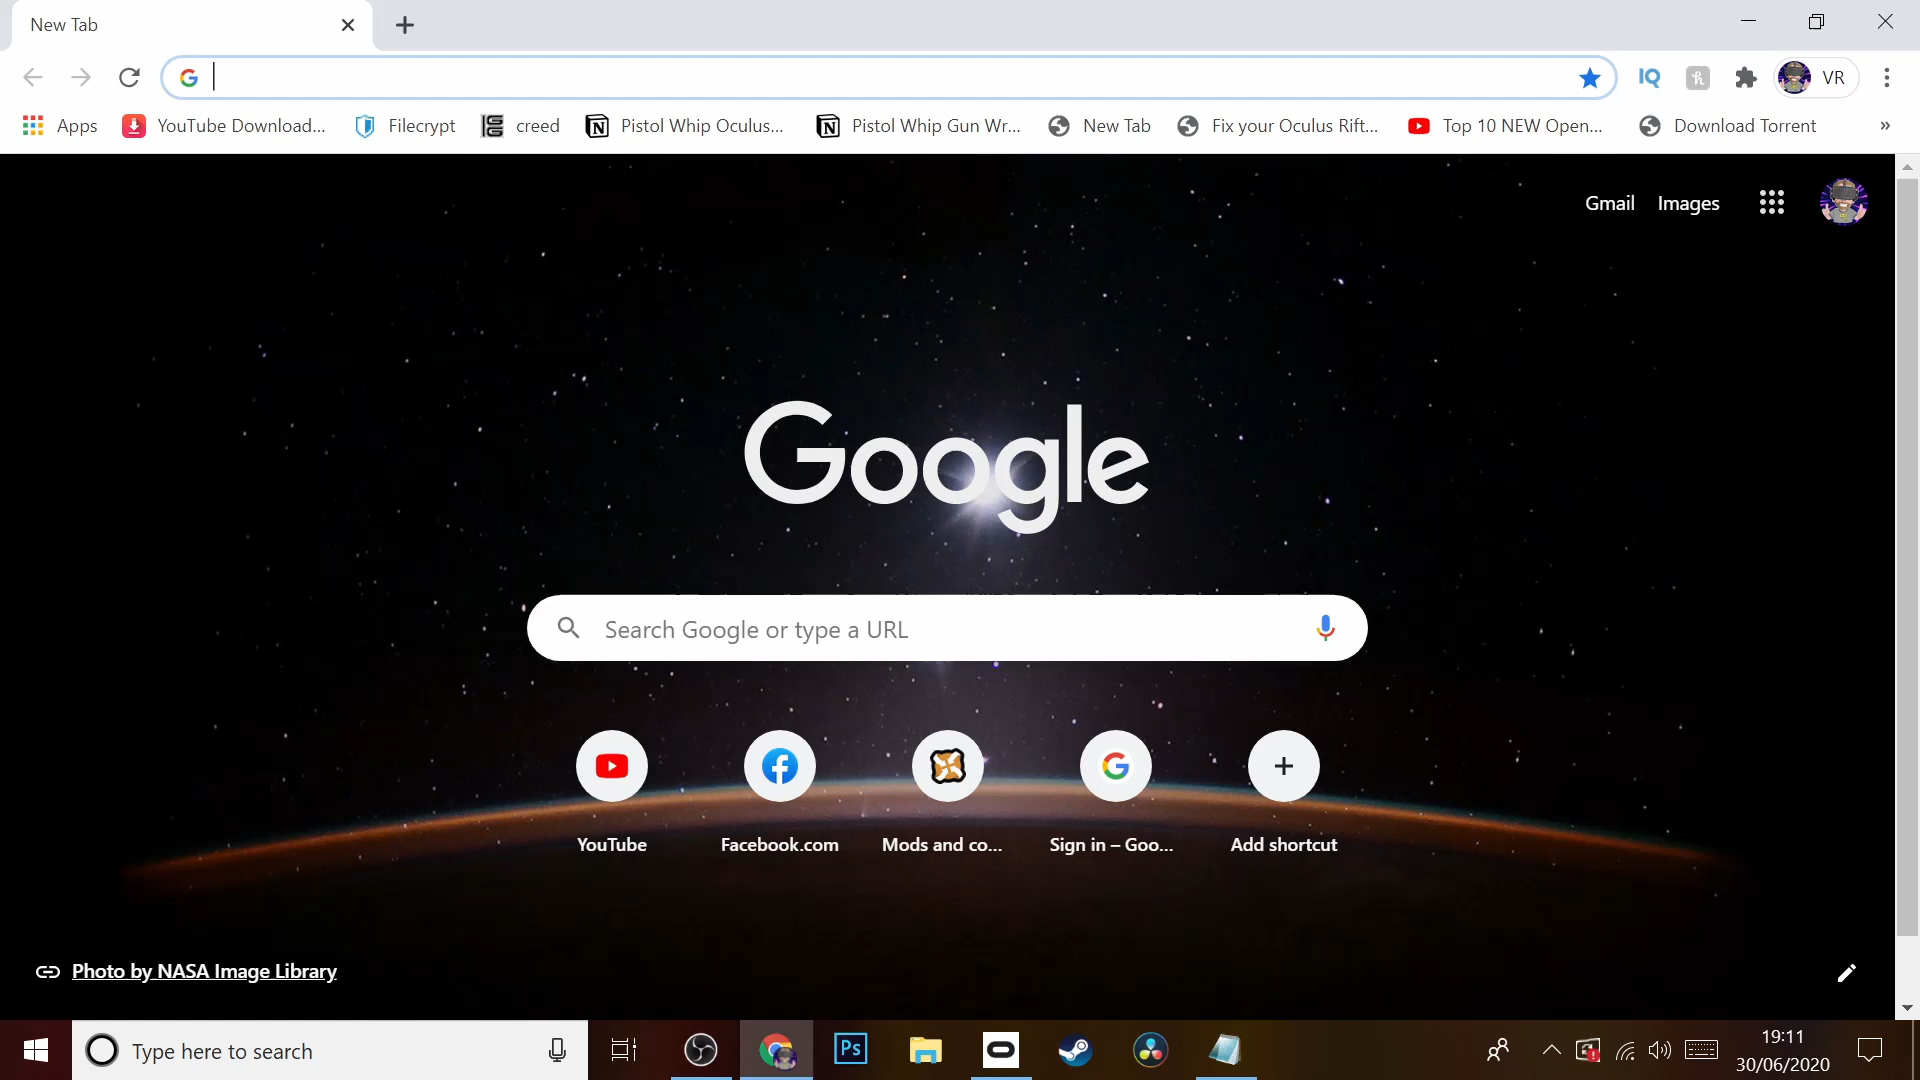 New Tab
VR
Apps YouTube Download... Filecrypt creed Pistol Whip Oculus... Pistol Whip Gun Wr... New Tab Fix your Oculus Rift... Top 10 NEW Open... Download Torrent »
Gmail Images
Google
Search Google or type a URL
YouTube Facebook.com Mods and co... Sign in – Goo... Add shortcut
Photo by NASA Image Library
Type here to search
Ps
19:11
30/06/2020